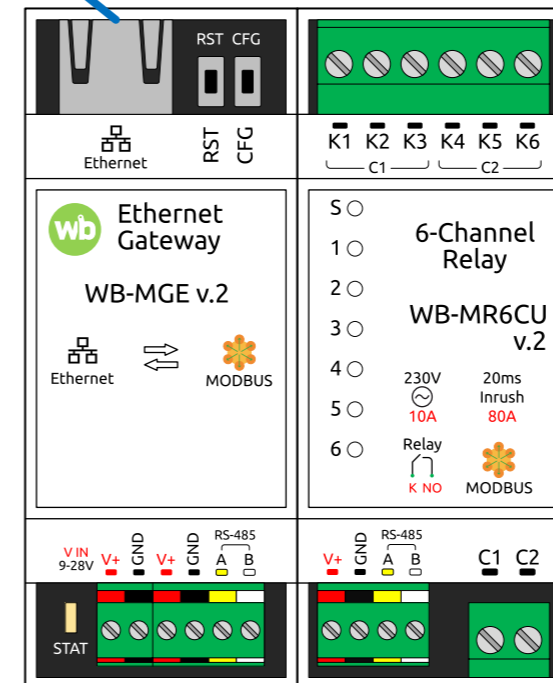 RST CFG
Ethernet
RST
CFG
wb
Ethernet
Gateway
WB-MGE v.2
Ethernet
MODBUS
V IN
9-28V
V+
GND
V+
GND
RS-485
A B
STAT
K1 K2 K3 K4 K5 K6
C1
C2
S
1
2
3
4
5
6
6-Channel
Relay
WB-MR6CU
v.2
230V
10A
20ms
Inrush
80A
Relay
K NO
MODBUS
V+
GND
RS-485
A B
C1 C2